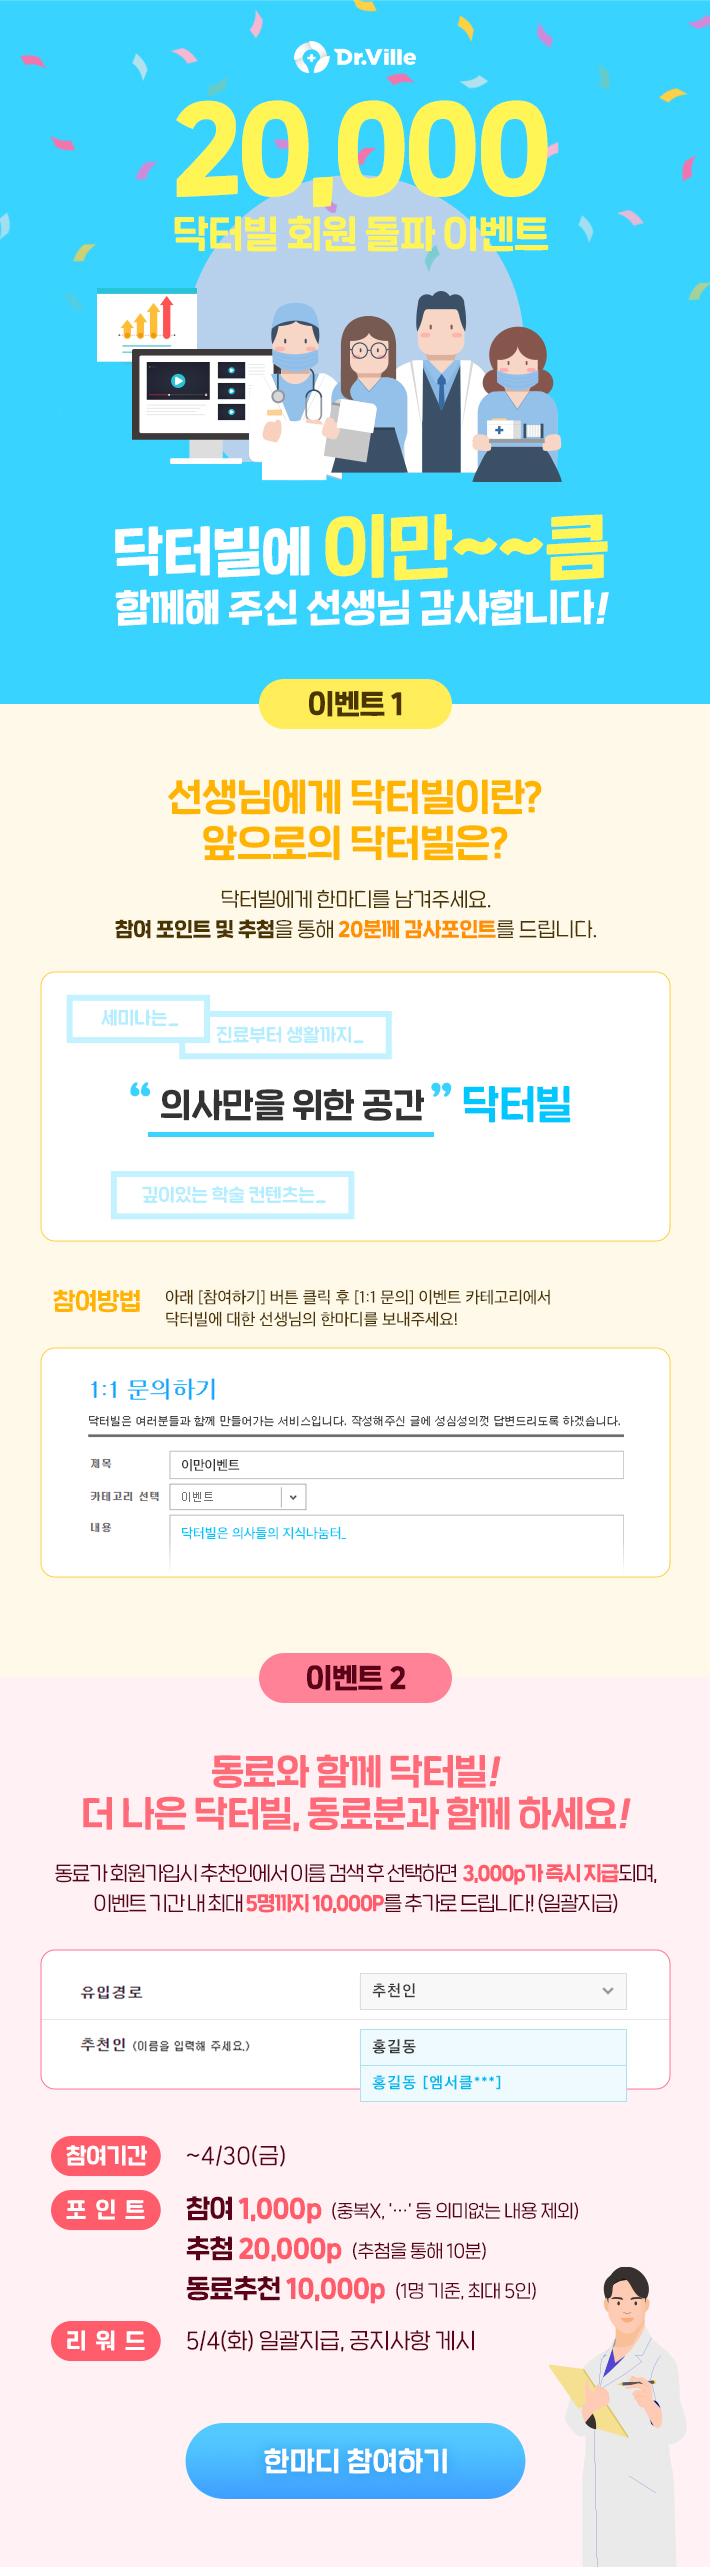 Dr.Ville
20,000
닥터빌 회원 돌파 이벤트
닥터빌에 이만~~큼
함께해 주신 선생님 감사합니다!
이벤트 1
선생님에게 닥터빌이란?
앞으로의 닥터빌은?
닥터빌에게 한마디를 남겨주세요.
참여 포인트 및 추첨을 통해 20분께 감사포인트를 드립니다.
세미나는_
진료부터 생활까지_
“ 의사만을 위한 공간 ” 닥터빌
깊이있는 학술 컨텐츠는_
참여방법
아래 [참여하기] 버튼 클릭 후 [1:1 문의] 이벤트 카테고리에서
닥터빌에 대한 선생님의 한마디를 보내주세요!
1:1 문의하기
닥터빌은 여러분들과 함께 만들어가는 서비스입니다. 작성해주신 글에 성심성의껏 답변드리도록 하겠습니다.
제목 이만이벤트
카테고리 선택 이벤트
내용 닥터빌은 의사들의 지식나눔터_
이벤트 2
동료와 함께 닥터빌!
더 나은 닥터빌, 동료분과 함께 하세요!
동료가 회원가입시 추천인에서 이름 검색 후 선택하면 3,000p가 즉시 지급되며,
이벤트 기간 내 최대 5명까지 10,000P를 추가로 드립니다! (일괄지급)
유입경로 추천인
추천인 (이름을 입력해 주세요.) 홍길동
홍길동 [엠서클***]
참여기간 ~4/30(금)
포 인 트 참여 1,000p (중복X, '…' 등 의미없는 내용 제외)
추첨 20,000p (추첨을 통해 10분)
동료추천 10,000p (1명 기준, 최대 5인)
리 워 드 5/4(화) 일괄지급, 공지사항 게시
한마디 참여하기